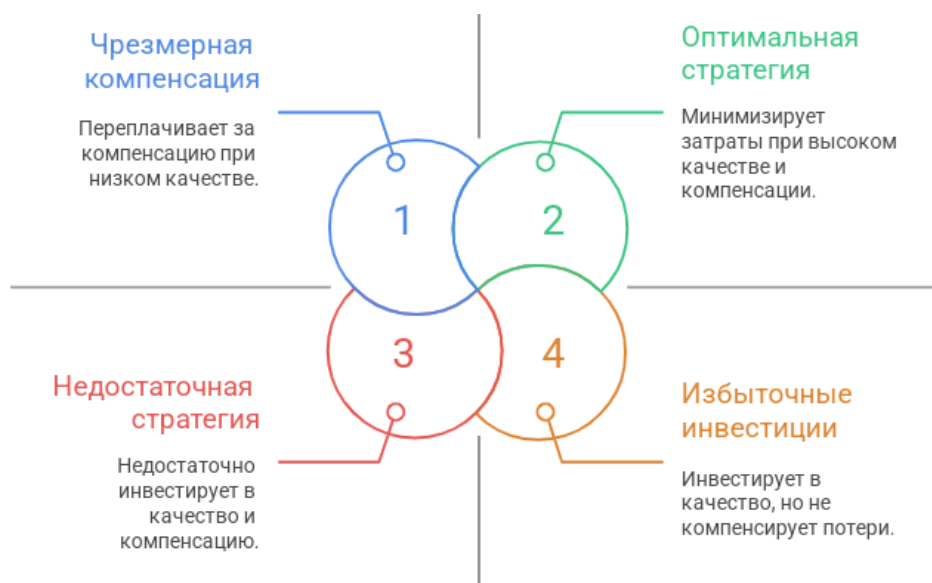 Чрезмерная
компенсация
Переплачивает за
компенсацию при
низком качестве.
Оптимальная
стратегия
Минимизирует
затраты при высоком
качестве и
компенсации.
1
2
3
4
Недостаточная
стратегия
Недостаточно
инвестирует в
качество и
компенсацию.
Избыточные
инвестиции
Инвестирует в
качество, но не
компенсирует потери.